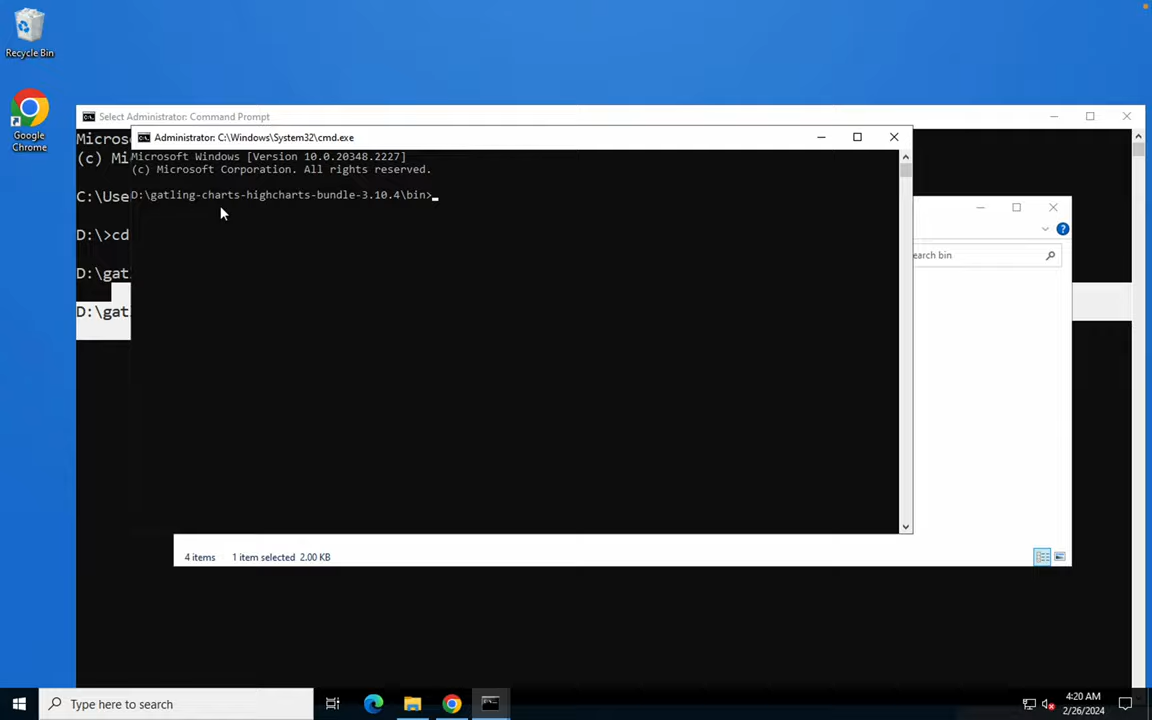 Recycle Bin
Google
Chrome
Select Administrator: Command Prompt
Micros
(c) Mi
C:\Use
D:\>cd
D:\gat
D:\gat
Administrator: C:\Windows\System32\cmd.exe
Microsoft Windows [Version 10.0.20348.2227]
(c) Microsoft Corporation. All rights reserved.
D:\gatling-charts-highcharts-bundle-3.10.4\bin>
earch bin
4 items 1 item selected 2.00 KB
Type here to search
4:20 AM
2/26/2024